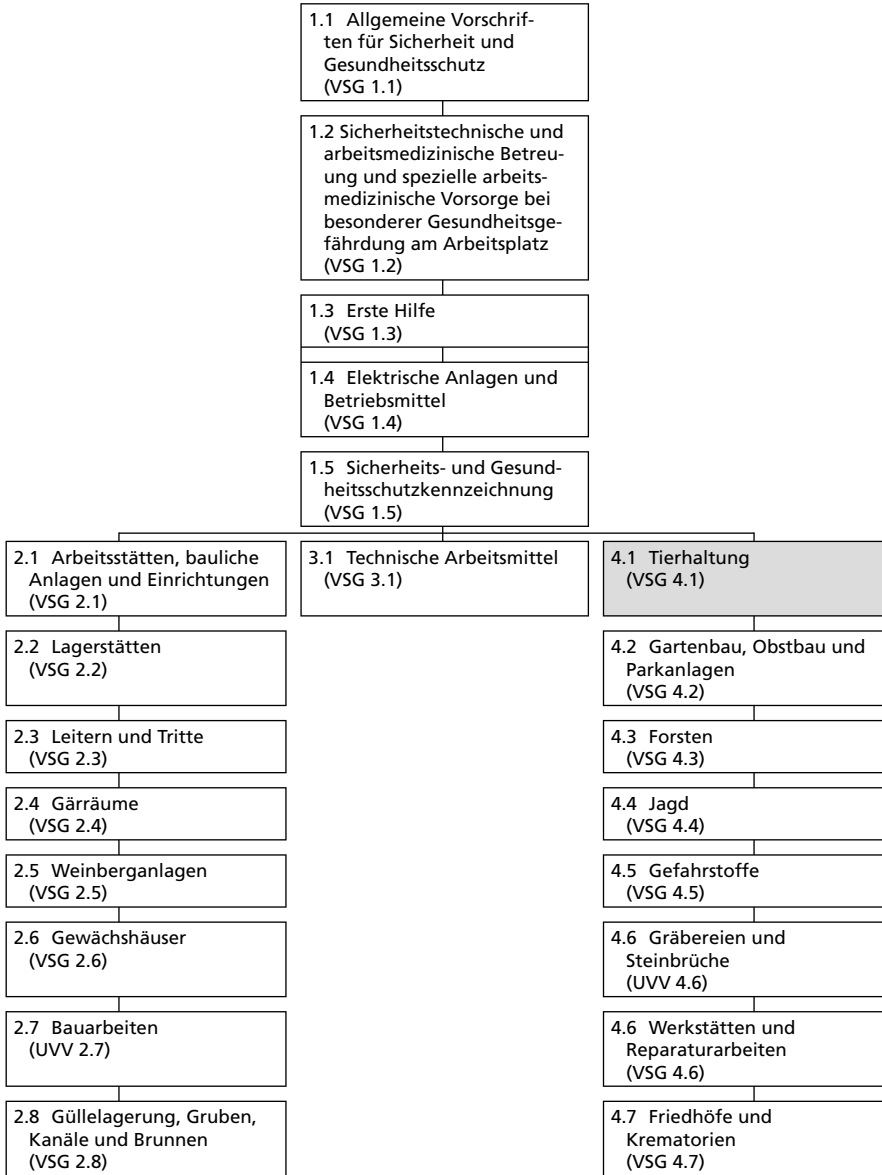 1.1 Allgemeine Vorschrif-
ten für Sicherheit und
Gesundheitsschutz
(VSG 1.1)
1.2 Sicherheitstechnische und
arbeitsmedizinische Betreu-
ung und spezielle arbeits-
medizinische Vorsorge bei
besonderer Gesundheitsge-
fährdung am Arbeitsplatz
(VSG 1.2)
1.3 Erste Hilfe
(VSG 1.3)
1.4 Elektrische Anlagen und
Betriebsmittel
(VSG 1.4)
1.5 Sicherheits- und Gesund-
heitsschutzkennzeichnung
(VSG 1.5)
2.1 Arbeitsstätten, bauliche
Anlagen und Einrichtungen
(VSG 2.1)
2.2 Lagerstätten
(VSG 2.2)
2.3 Leitern und Tritte
(VSG 2.3)
2.4 Gärräume
(VSG 2.4)
2.5 Weinberganlagen
(VSG 2.5)
2.6 Gewächshäuser
(VSG 2.6)
2.7 Bauarbeiten
(UVV 2.7)
2.8 Güllelagerung, Gruben,
Kanäle und Brunnen
(VSG 2.8)
3.1 Technische Arbeitsmittel
(VSG 3.1)
4.1 Tierhaltung
(VSG 4.1)
4.2 Gartenbau, Obstbau und
Parkanlagen
(VSG 4.2)
4.3 Forsten
(VSG 4.3)
4.4 Jagd
(VSG 4.4)
4.5 Gefahrstoffe
(VSG 4.5)
4.6 Gräbereien und
Steinbrüche
(UVV 4.6)
4.6 Werkstätten und
Reparaturarbeiten
(VSG 4.6)
4.7 Friedhöfe und
Krematorien
(VSG 4.7)